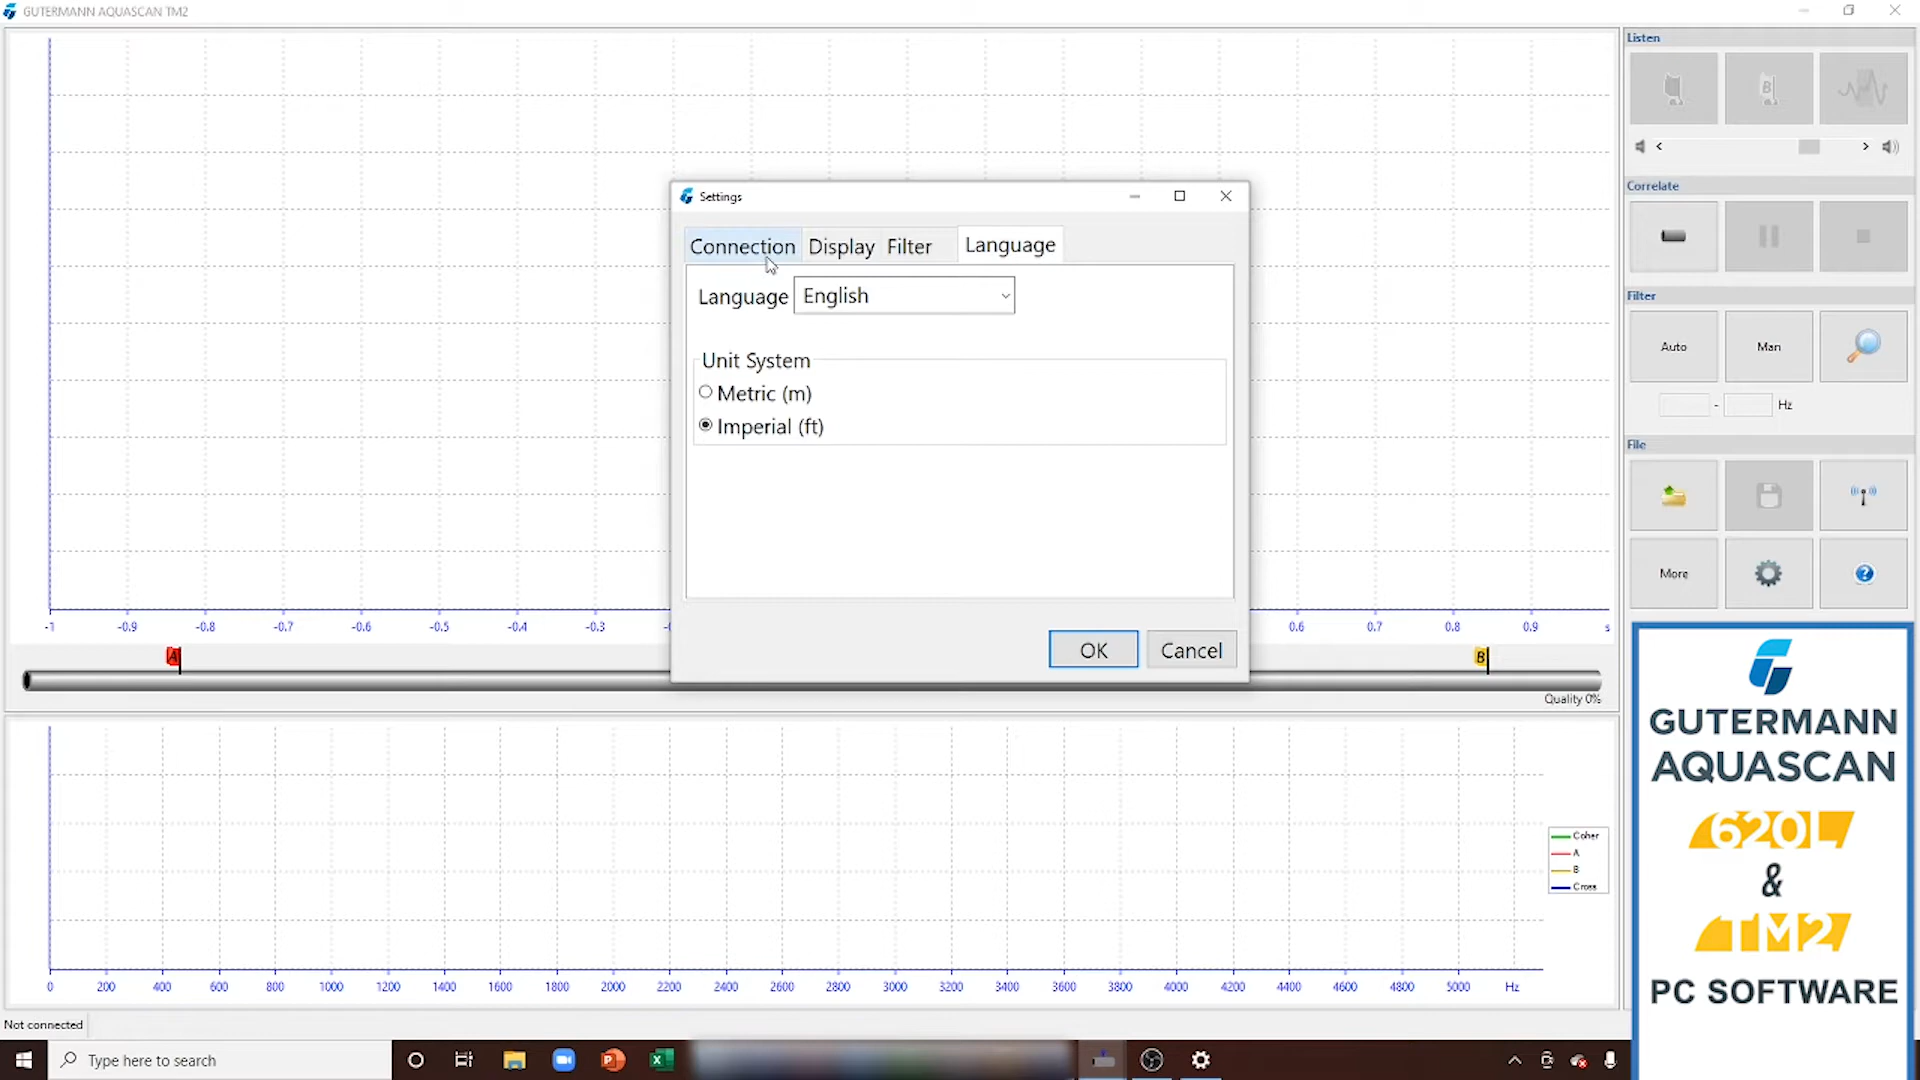 GUTERMANN AQUASCAN TM2
Listen
B
Correlate
Filter
Auto
Man
- Hz
File
More
Settings
Connection Display Filter Language
Language English
Unit System
Metric (m)
Imperial (ft)
OK Cancel
-1 -0.9 -0.8 -0.7 -0.6 -0.5 -0.4 -0.3 0.6 0.7 0.8 0.9 s
A B
Quality 0%
Coher
A
B
Cross
0 200 400 600 800 1000 1200 1400 1600 1800 2000 2200 2400 2600 2800 3000 3200 3400 3600 3800 4000 4200 4400 4600 4800 5000 Hz
Not connected
Type here to search
GUTERMANN
AQUASCAN
620L
&
TM2
PC SOFTWARE